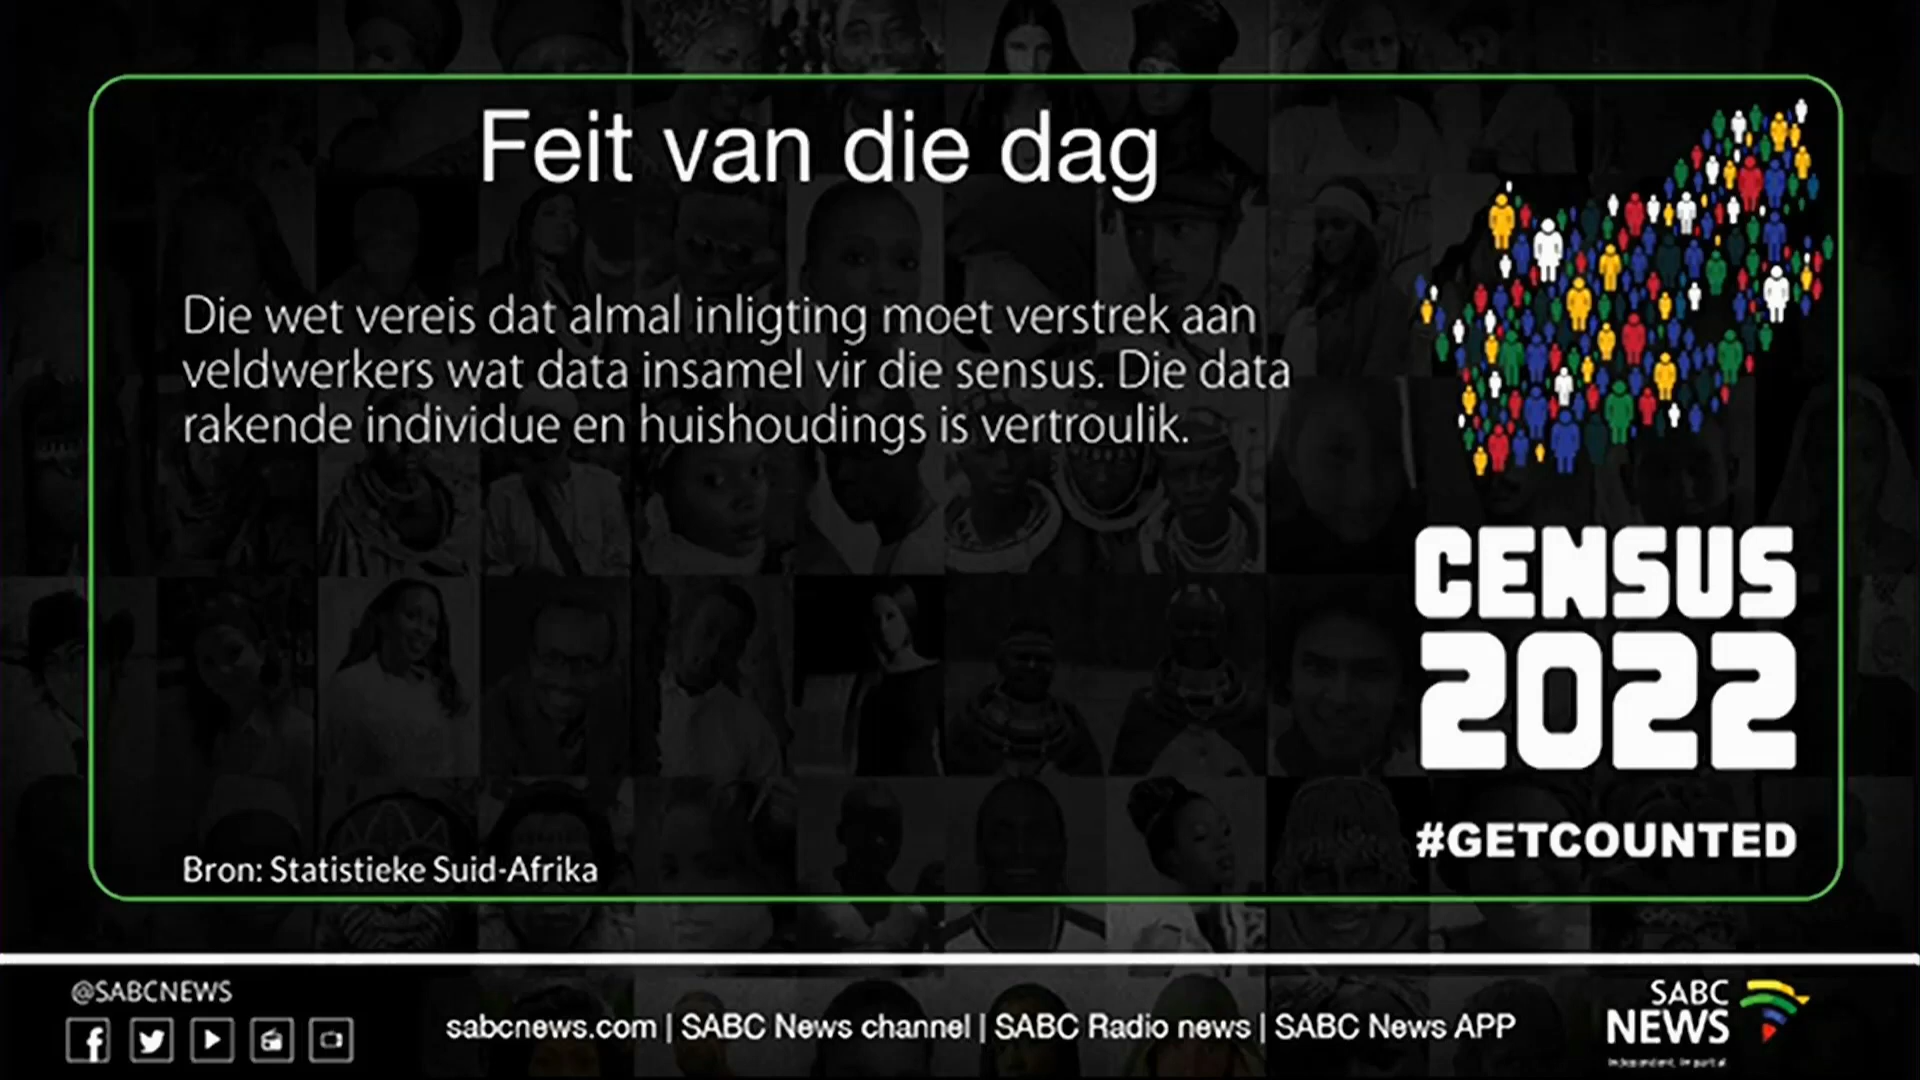 Feit van die dag
Die wet vereis dat almal inligting moet verstrek aan
veldwerkers wat data insamel vir die sensus. Die data
rakende individue en huishoudings is vertroulik.
Bron: Statistieke Suid-Afrika
CENSUS
2022
#GETCOUNTED
@SABCNEWS
sabcnews.com | SABC News channel | SABC Radio news | SABC News APP
SABC
NEWS
Independent. Impartial